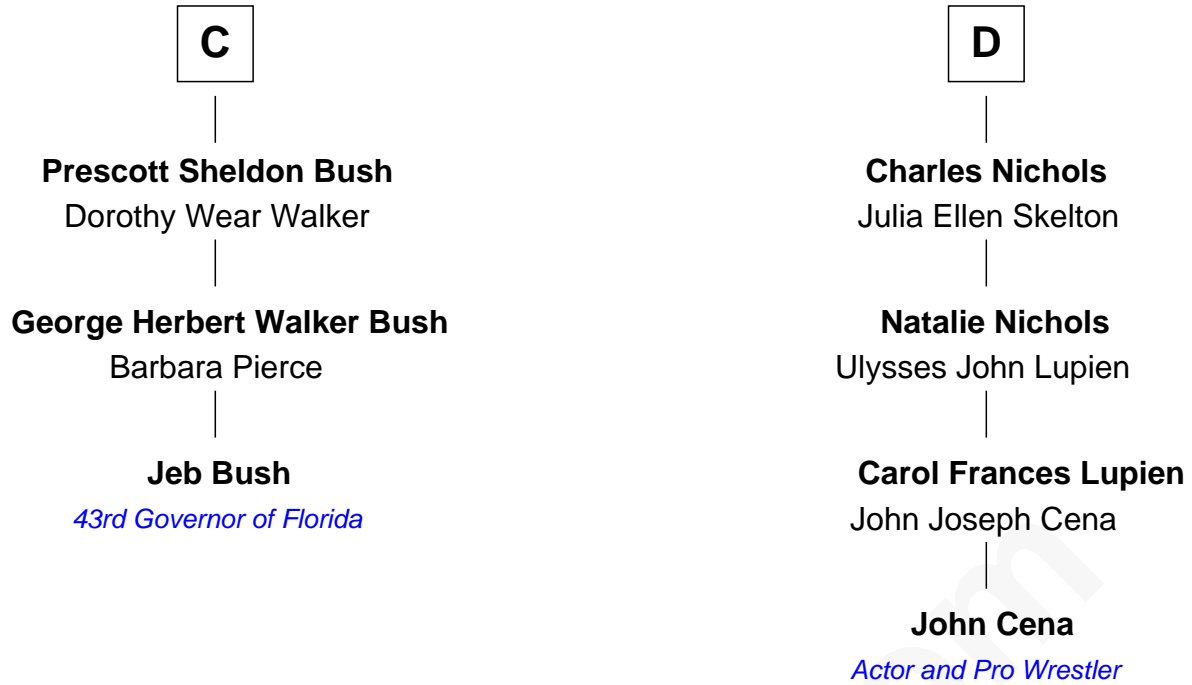 C
Prescott Sheldon Bush
Dorothy Wear Walker
George Herbert Walker Bush
Barbara Pierce
Jeb Bush
43rd Governor of Florida
D
Charles Nichols
Julia Ellen Skelton
Natalie Nichols
Ulysses John Lupien
Carol Frances Lupien
John Joseph Cena
John Cena
Actor and Pro Wrestler